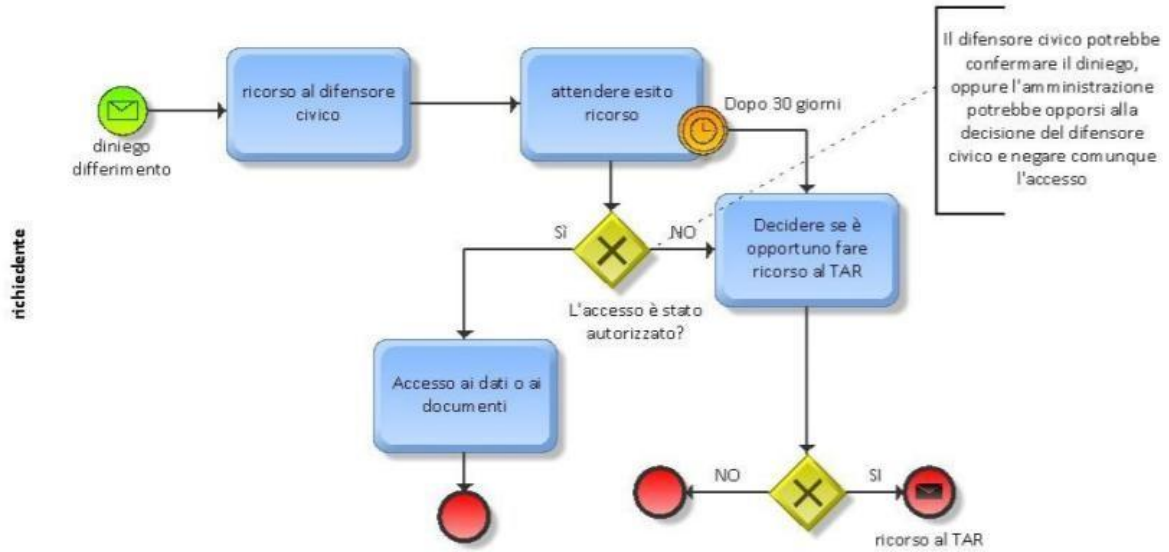 richiedente
diniego
differimento
ricorso al difensore
civico
attendere esito
ricorso
Dopo 30 giorni
Il difensore civico potrebbe
confermare il diniego,
oppure l'amministrazione
potrebbe opporsi alla
decisione del difensore
civico e negare comunque
l'accesso
Sì
NO
L'accesso è stato
autorizzato?
Decidere se è
opportuno fare
ricorso al TAR
Accesso ai dati o ai
documenti
NO
SI
ricorso al TAR